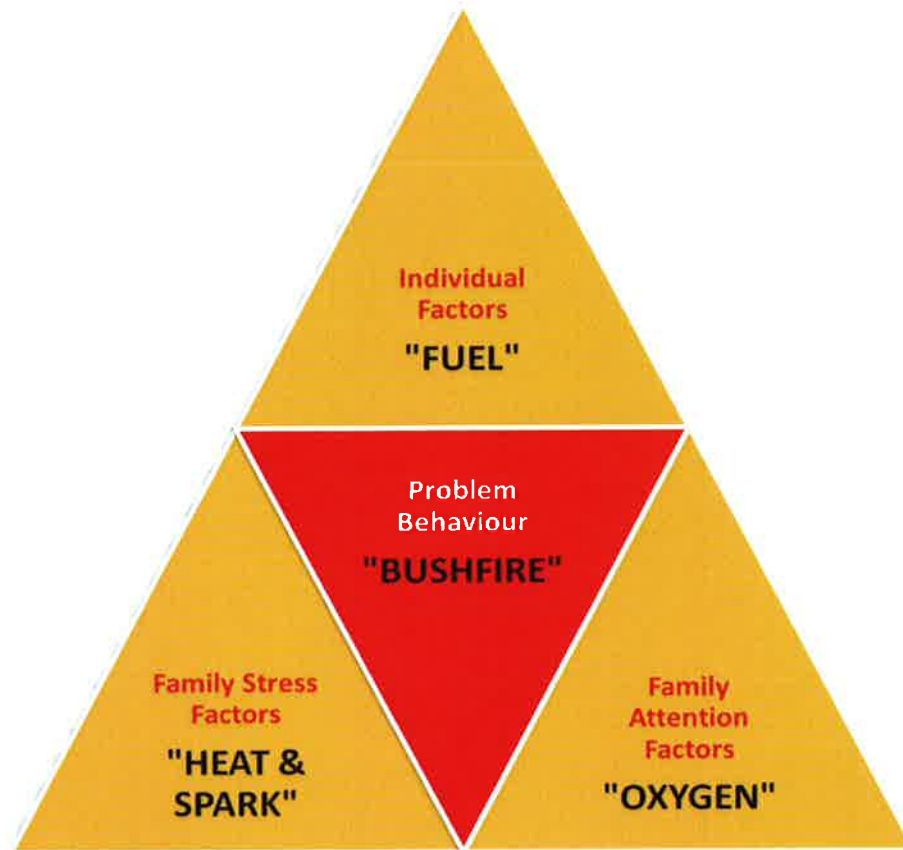 Individual
Factors
"FUEL"
Problem
Behaviour
"BUSHFIRE"
Family Stress
Factors
"HEAT &
SPARK"
Family
Attention
Factors
"OXYGEN"